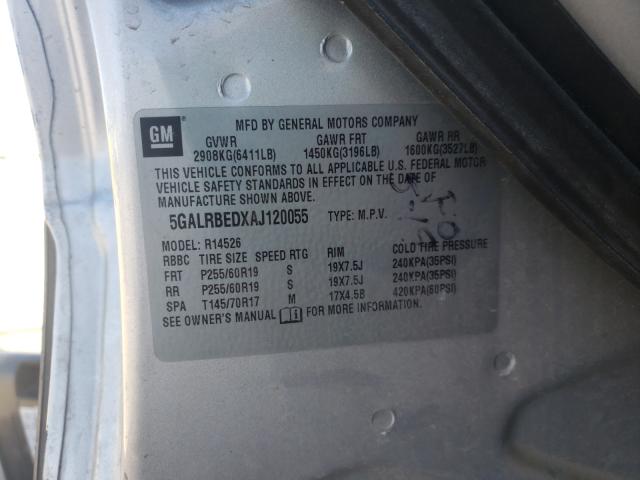 GM
MFD BY GENERAL MOTORS COMPANY
GVWR GAWR FRT GAWR RR
2908KG(6411LB) 1450KG(3196LB) 1600KG(3527LB)
THIS VEHICLE CONFORMS TO ALL APPLICABLE U.S. FEDERAL MOTOR
VEHICLE SAFETY STANDARDS IN EFFECT ON THE DATE OF
MANUFACTURE SHOWN ABOVE.
5GALRBEDXAJ120055 TYPE: M.P.V.
MODEL: R14526
RBBC TIRE SIZE SPEED RTG RIM COLD TIRE PRESSURE
FRT P255/60R19 S 19X7.5J 240KPA(35PSI)
RR P255/60R19 S 19X7.5J 240KPA(35PSI)
SPA T145/70R17 M 17X4.5B 420KPA(60PSI)
SEE OWNER'S MANUAL FOR MORE INFORMATION.